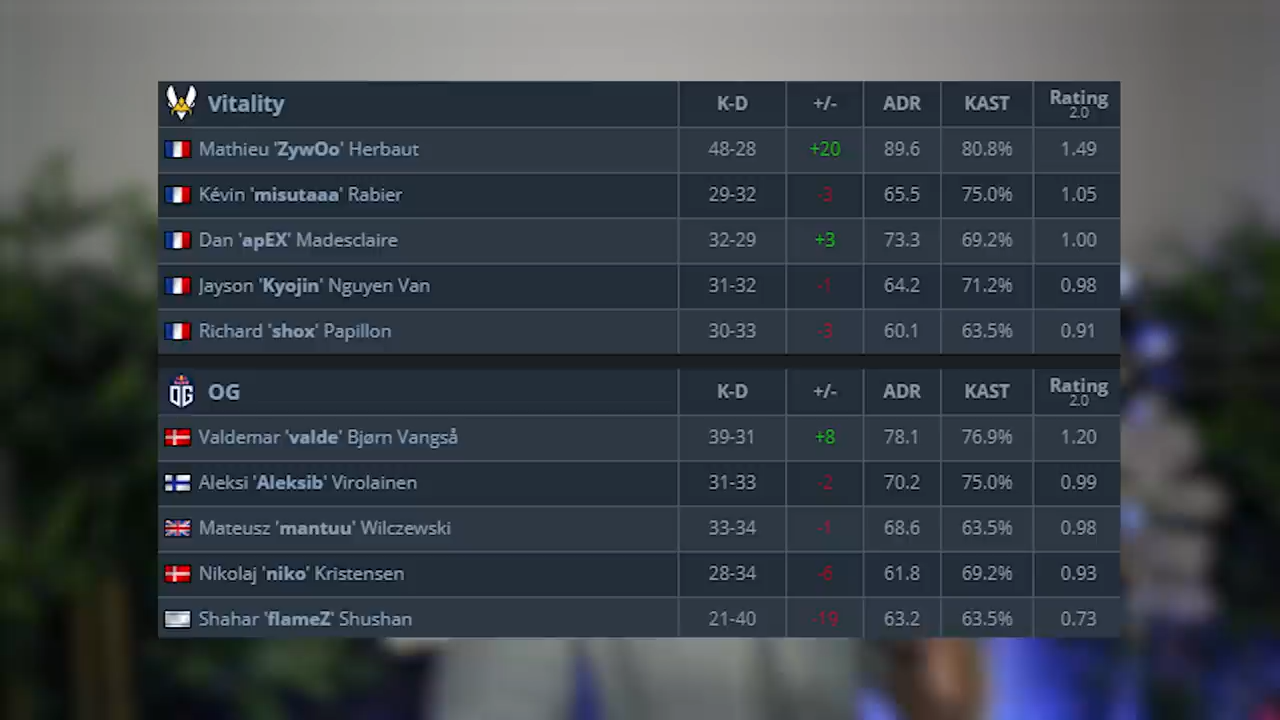 Vitality K-D +/- ADR KAST Rating 2.0
Mathieu 'ZywOo' Herbaut 48-28 +20 89.6 80.8% 1.49
Kévin 'misutaaa' Rabier 29-32 -3 65.5 75.0% 1.05
Dan 'apEX' Madesclaire 32-29 +3 73.3 69.2% 1.00
Jayson 'Kyojin' Nguyen Van 31-32 -1 64.2 71.2% 0.98
Richard 'shox' Papillon 30-33 -3 60.1 63.5% 0.91
OG OG K-D +/- ADR KAST Rating 2.0
Valdemar 'valde' Bjørn Vangså 39-31 +8 78.1 76.9% 1.20
Aleksi 'Aleksib' Virolainen 31-33 -2 70.2 75.0% 0.99
Mateusz 'mantuu' Wilczewski 33-34 -1 68.6 63.5% 0.98
Nikolaj 'niko' Kristensen 28-34 -6 61.8 69.2% 0.93
Shahar 'flameZ' Shushan 21-40 -19 63.2 63.5% 0.73